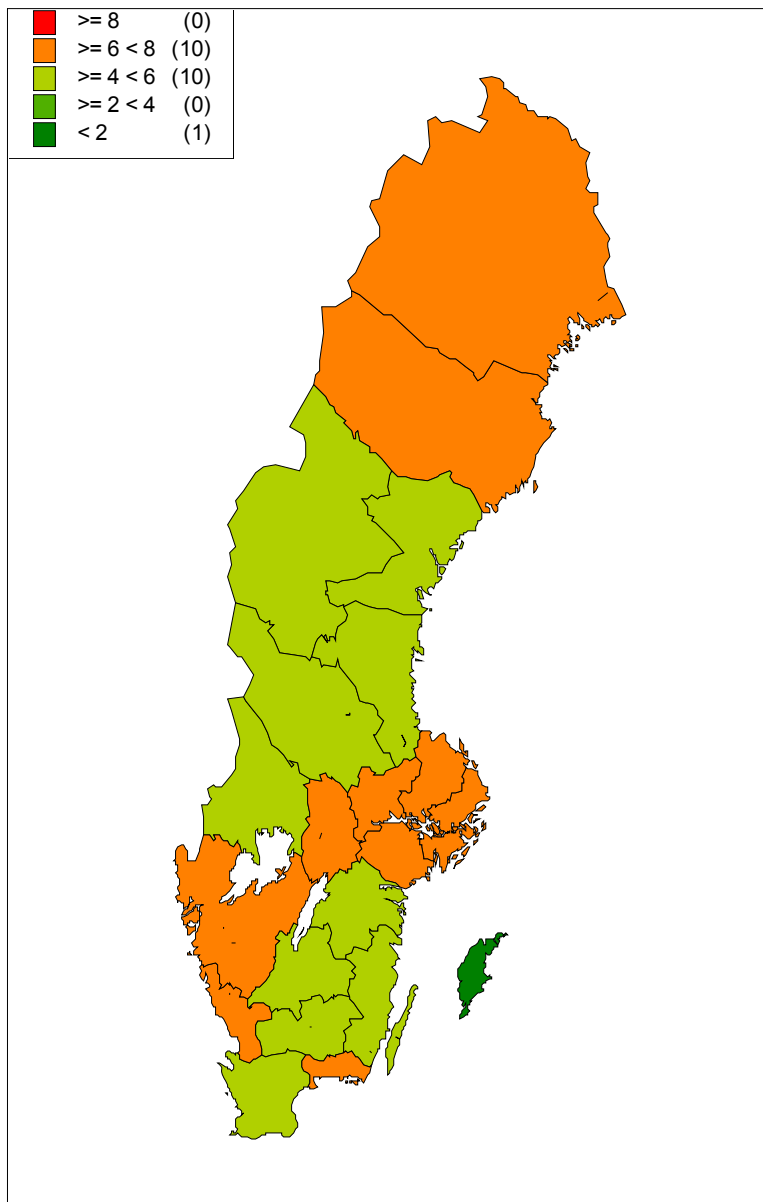 >= 8 (0)
>= 6 < 8 (10)
>= 4 < 6 (10)
>= 2 < 4 (0)
< 2 (1)